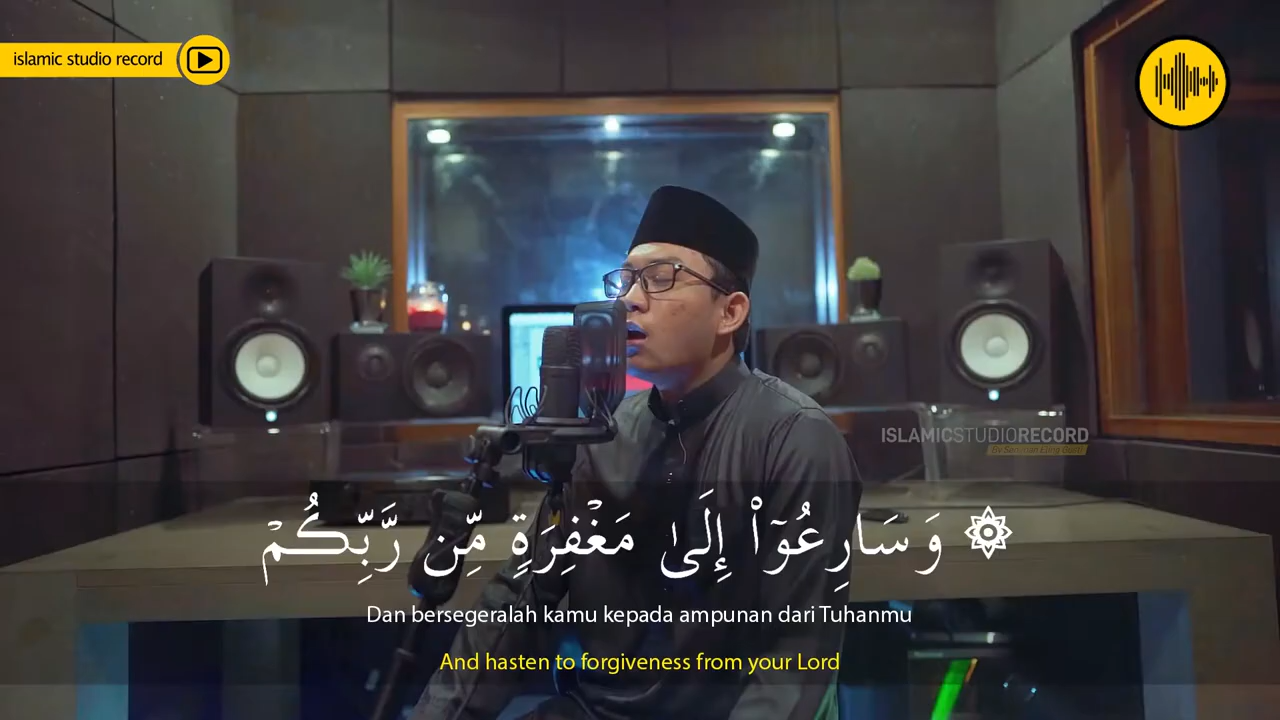 islamic studio record
ISLAMICSTUDIORECORD
۞ وَسَارِعُوٓا۟ إِلَىٰ مَغْفِرَةٍ مِّن رَّبِّكُمْ
Dan bersegeralah kamu kepada ampunan dari Tuhanmu
And hasten to forgiveness from your Lord